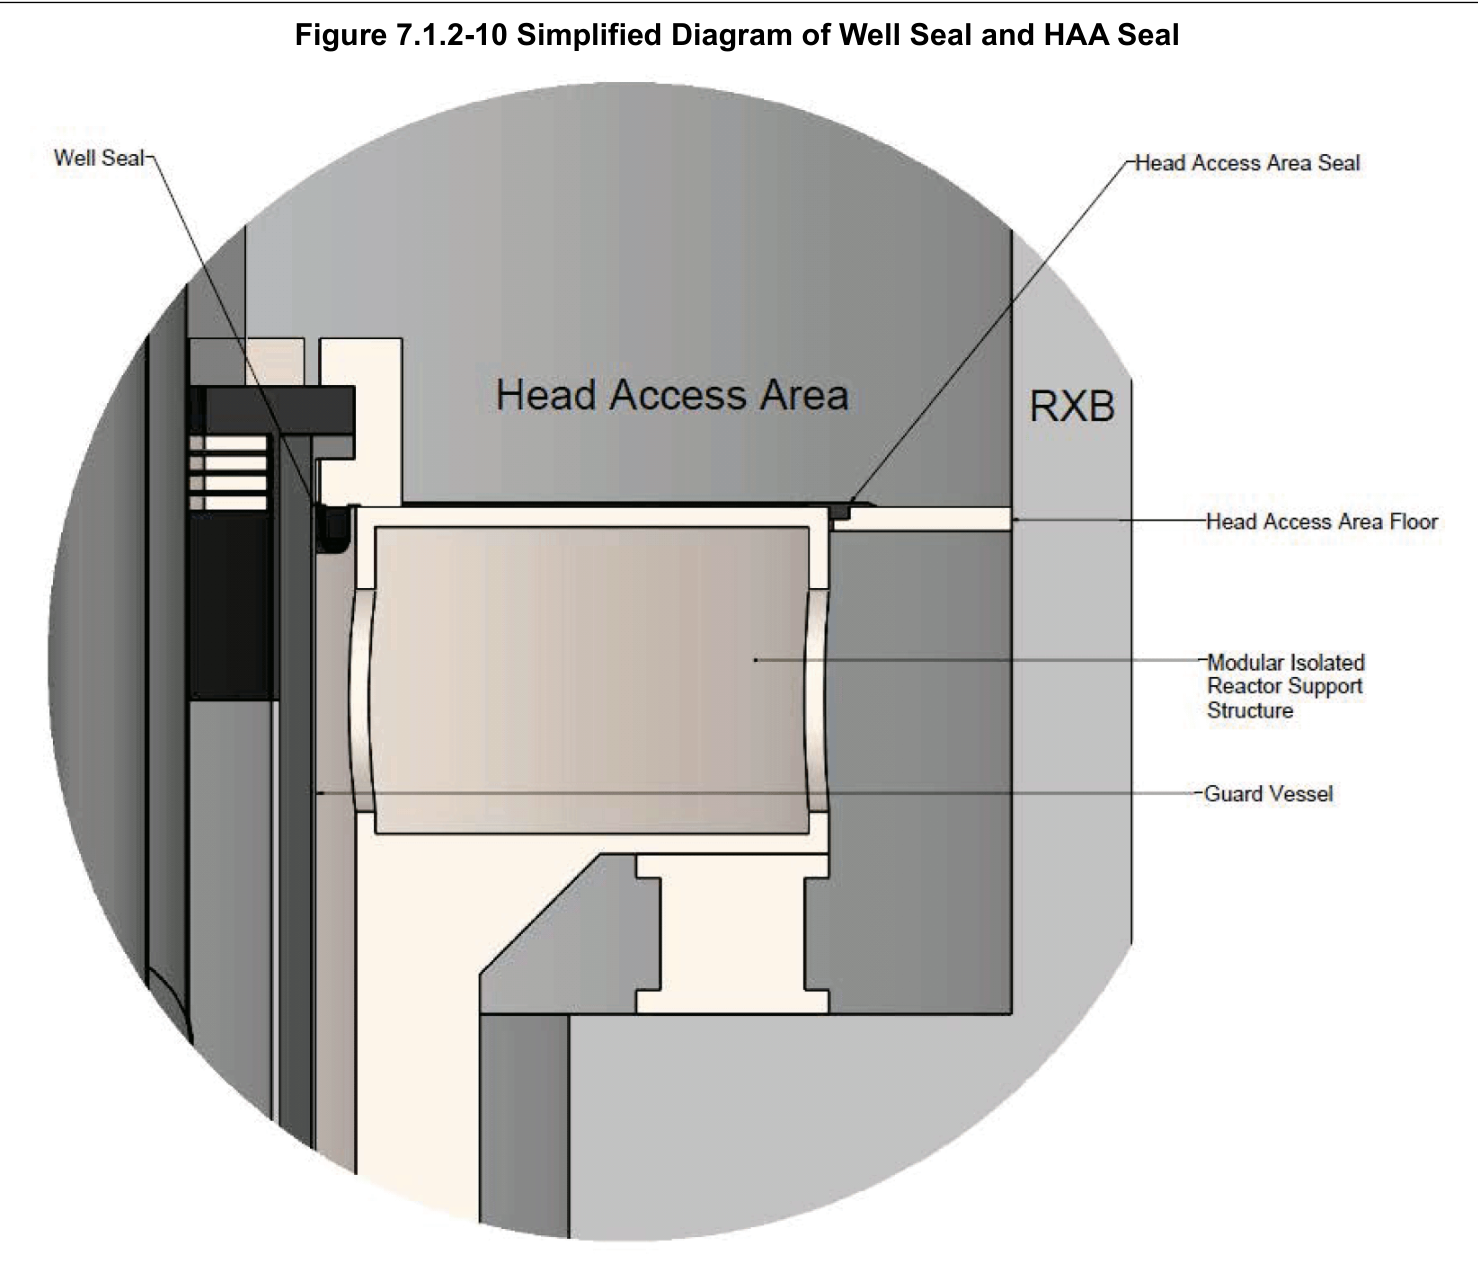 Figure 7.1.2-10 Simplified Diagram of Well Seal and HAA Seal
Well Seal
Head Access Area Seal
Head Access Area
RXB
Head Access Area Floor
Modular Isolated
Reactor Support
Structure
Guard Vessel